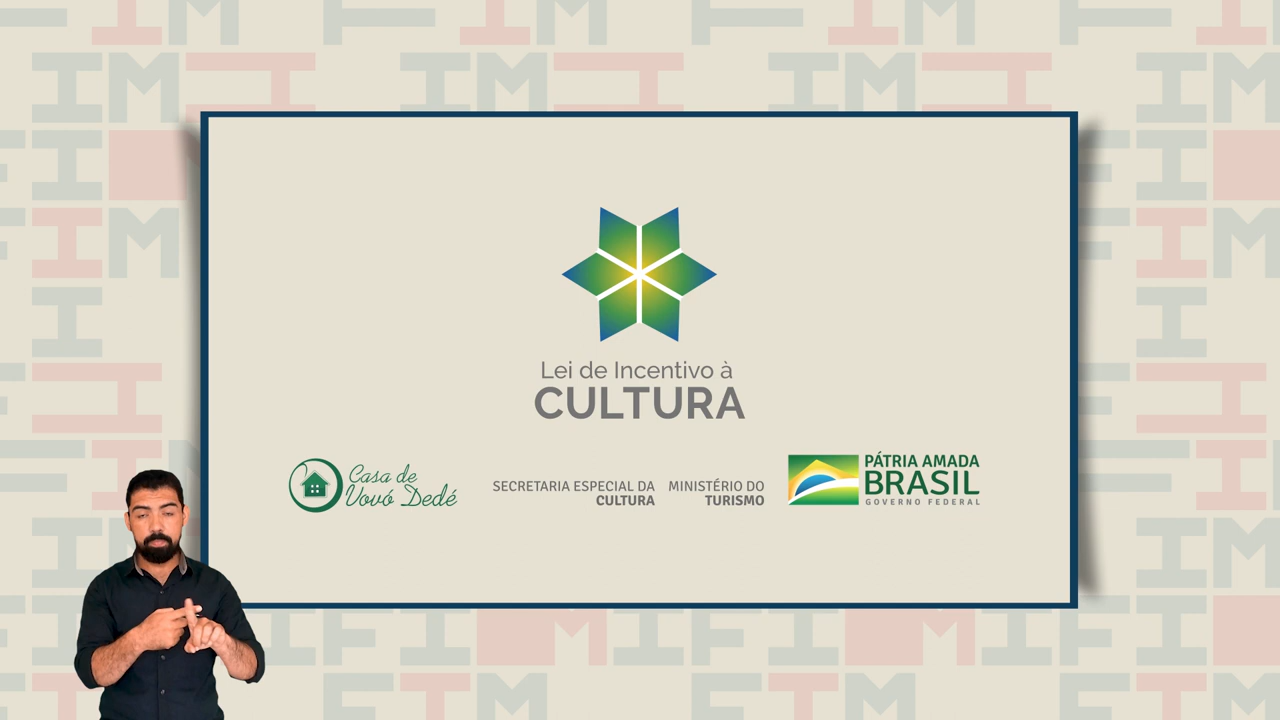 Lei de Incentivo à
CULTURA
Casa de
Vovó Dedé
SECRETARIA ESPECIAL DA
CULTURA
MINISTÉRIO DO
TURISMO
PÁTRIA AMADA
BRASIL
GOVERNO FEDERAL